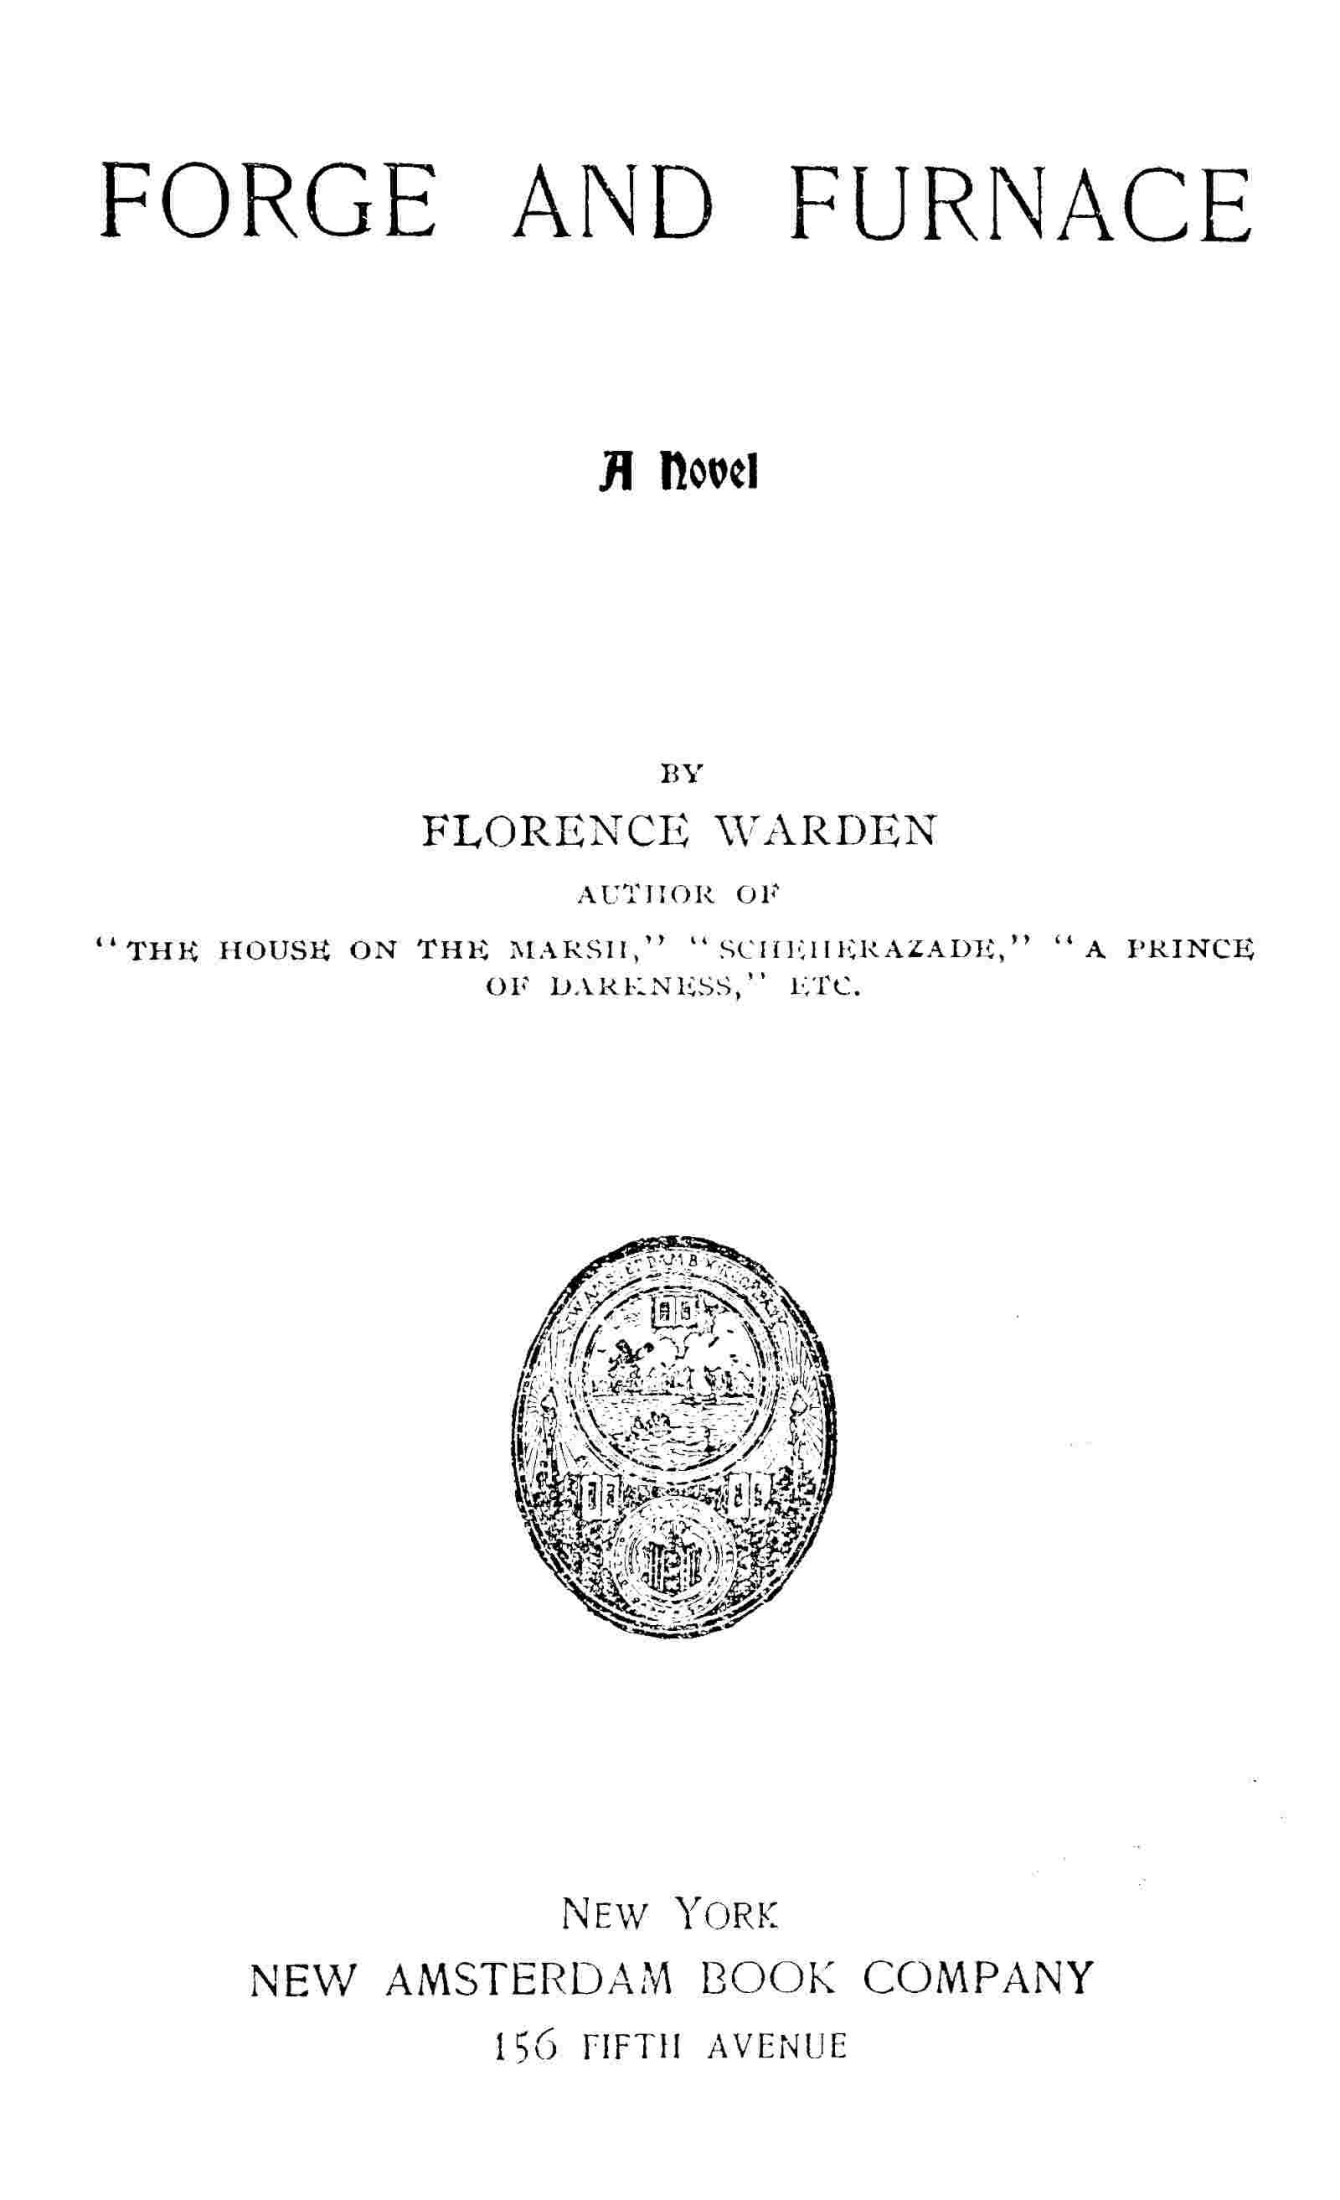 FORGE AND FURNACE
A Novel
BY
FLORENCE WARDEN
AUTHOR OF
“THE HOUSE ON THE MARSH,” “SCHEHERAZADE,” “A PRINCE
OF DARKNESS,” ETC.
NEW YORK
NEW AMSTERDAM BOOK COMPANY
156 FIFTH AVENUE